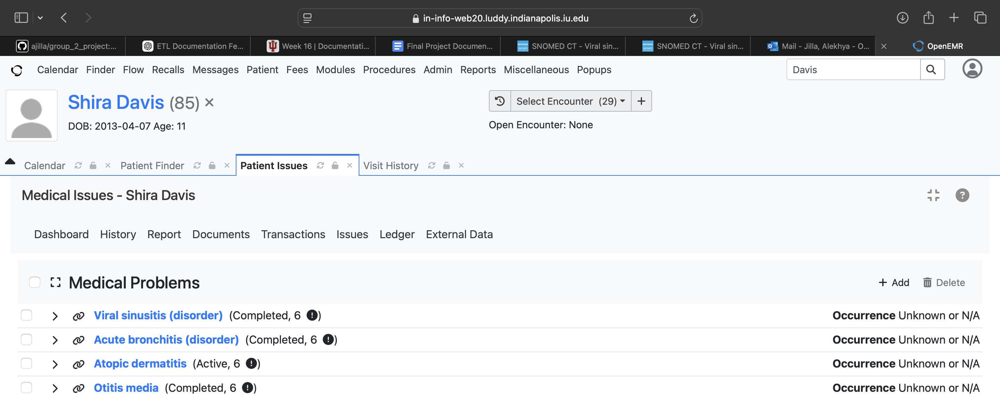 in-info-web20.luddy.indianapolis.iu.edu
ajilla/group_2_project:...
ETL Documentation Fe...
Week 16 | Documentati...
Final Project Documen...
SNOMED CT - Viral sin...
SNOMED CT - Viral sin...
Mail - Jilla, Alekhya - O...
OpenEMR
Calendar Finder Flow Recalls Messages Patient Fees Modules Procedures Admin Reports Miscellaneous Popups
Davis
Shira Davis (85)
DOB: 2013-04-07 Age: 11
Select Encounter (29)
Open Encounter: None
Calendar
Patient Finder
Patient Issues
Visit History
Medical Issues - Shira Davis
Dashboard History Report Documents Transactions Issues Ledger External Data
Medical Problems
Add
Delete
Viral sinusitis (disorder) (Completed, 6 !) Occurrence Unknown or N/A
Acute bronchitis (disorder) (Completed, 6 !) Occurrence Unknown or N/A
Atopic dermatitis (Active, 6 !) Occurrence Unknown or N/A
Otitis media (Completed, 6 !) Occurrence Unknown or N/A